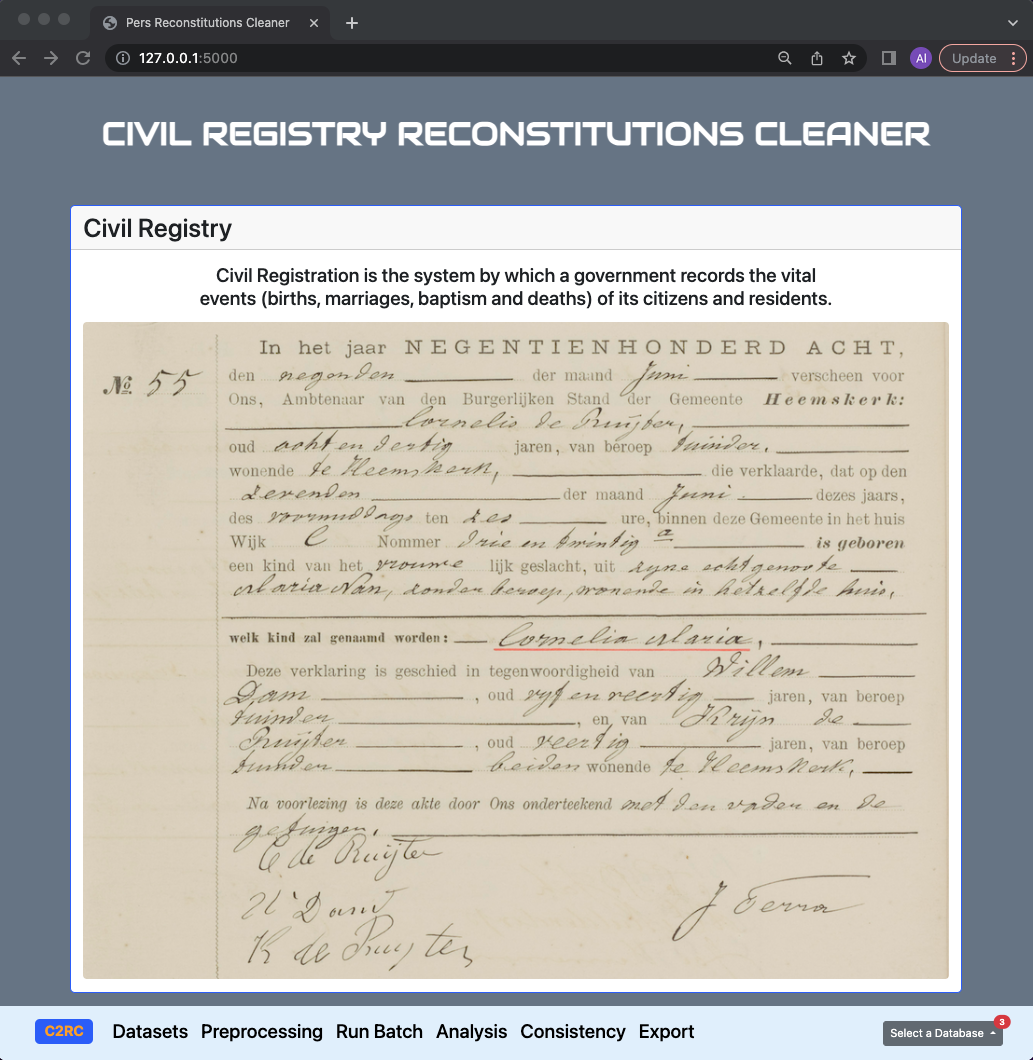 Pers Reconstitutions Cleaner
127.0.0.1:5000
AI
Update
CIVIL REGISTRY RECONSTITUTIONS CLEANER
Civil Registry
Civil Registration is the system by which a government records the vital
events (births, marriages, baptism and deaths) of its citizens and residents.
In het jaar NEGENTIENHONDERD ACHT,
No. 55
den negenden der maand Juni verscheen voor
Ons, Ambtenaar van den Burgerlijken Stand der Gemeente Heemskerk:
Cornelis de Ruijter,
oud acht en dertig jaren, van beroep tuinder,
wonende te Heemskerk, die verklaarde, dat op den
zevenden der maand Juni dezes jaars,
des voormiddags ten zes ure, binnen deze Gemeente in het huis
Wijk C Nommer drie en twintig a is geboren
een kind van het vrouwe lijk geslacht, uit zijne echtgenoote
Maria Nan, zonder beroep, wonende in hetzelfde huis,
welk kind zal genaamd worden: Cornelia Maria,
Deze verklaring is geschied in tegenwoordigheid van Willem
Dam, oud vijf en veertig jaren, van beroep
tuinder, en van Krijn de
Ruijter, oud veertig jaren, van beroep
tuinder beiden wonende te Heemskerk,
Na voorlezing is deze akte door Ons onderteekend met den vader en de
getuigen.
C de Ruijter
W Dam
J
K de Ruyter
C2RC
Datasets Preprocessing Run Batch Analysis Consistency Export
Select a Database
3